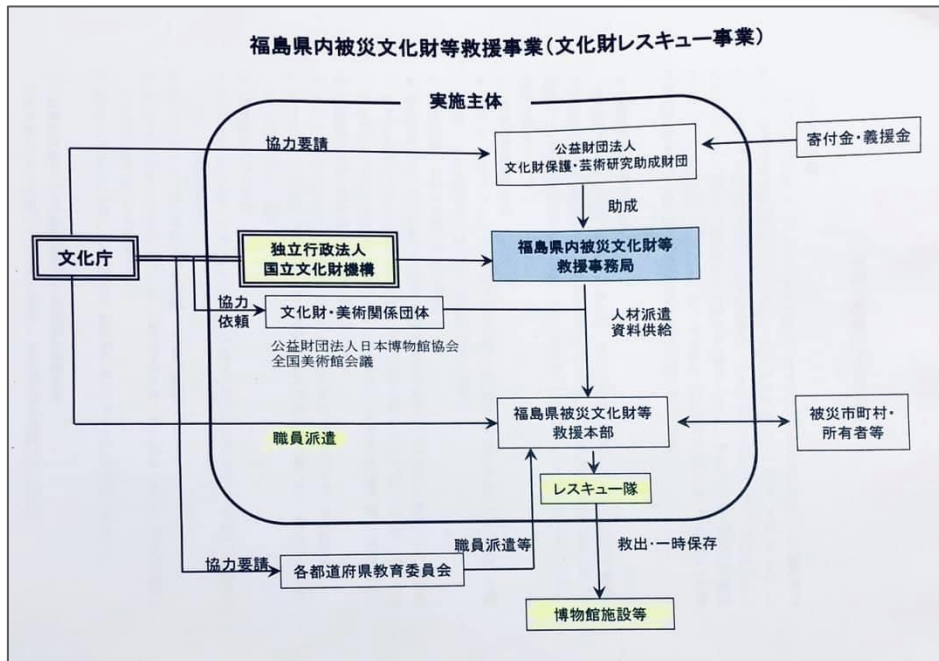 福島県内被災文化財等救援事業(文化財レスキュー事業)
実施主体
協力要請
公益財団法人
文化財保護・芸術研究助成財団
寄付金・義援金
助成
文化庁
独立行政法人
国立文化財機構
福島県内被災文化財等
救援事務局
協力
依頼
文化財・美術関係団体
人材派遣
資料供給
公益財団法人日本博物館協会
全国美術館会議
福島県被災文化財等
救援本部
被災市町村・
所有者等
職員派遣
レスキュー隊
職員派遣等
救出・一時保存
協力要請
各都道府県教育委員会
博物館施設等